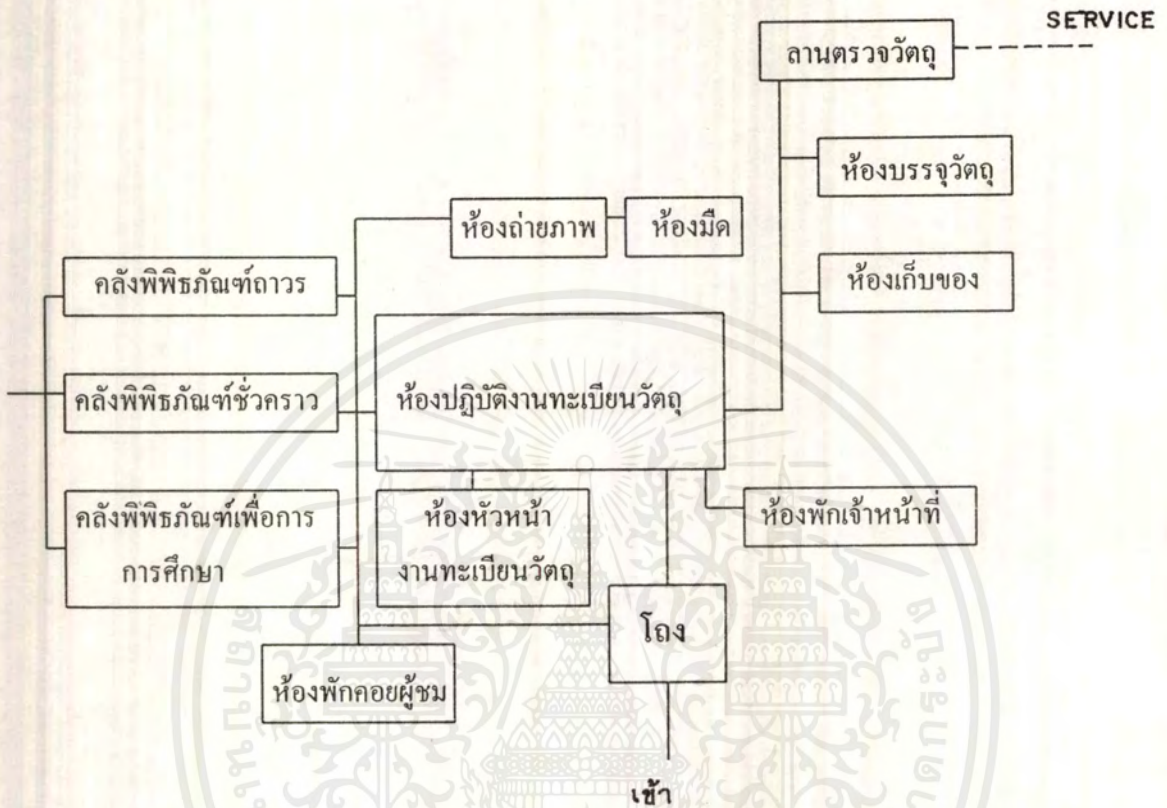 SERVICE
ลานตรวจวัตถุ
ห้องบรรจุวัตถุ
ห้องถ่ายภาพ
ห้องมืด
คลังพิพิธภัณฑ์ถาวร
ห้องเก็บของ
คลังพิพิธภัณฑ์ชั่วคราว
ห้องปฏิบัติงานทะเบียนวัตถุ
คลังพิพิธภัณฑ์เพื่อการ
การศึกษา
ห้องหัวหน้า
งานทะเบียนวัตถุ
ห้องพักเจ้าหน้าที่
โถง
ห้องพักคอยผู้ชม
เข้า